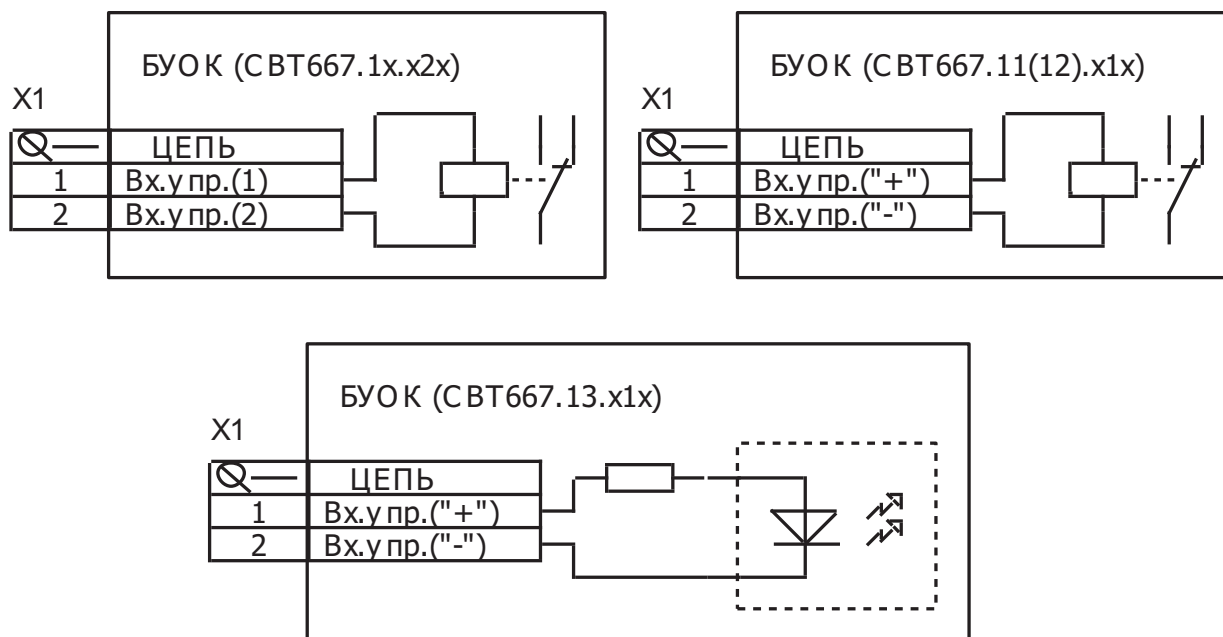 БУОК (СВТ667.1х.х2х)
X1
ЦЕПЬ
1 Вх.упр.(1)
2 Вх.упр.(2)
БУОК (СВТ667.11(12).х1х)
X1
ЦЕПЬ
1 Вх.упр.("+")
2 Вх.упр.("-")
БУОК (СВТ667.13.х1х)
X1
ЦЕПЬ
1 Вх.упр.("+")
2 Вх.упр.("-")